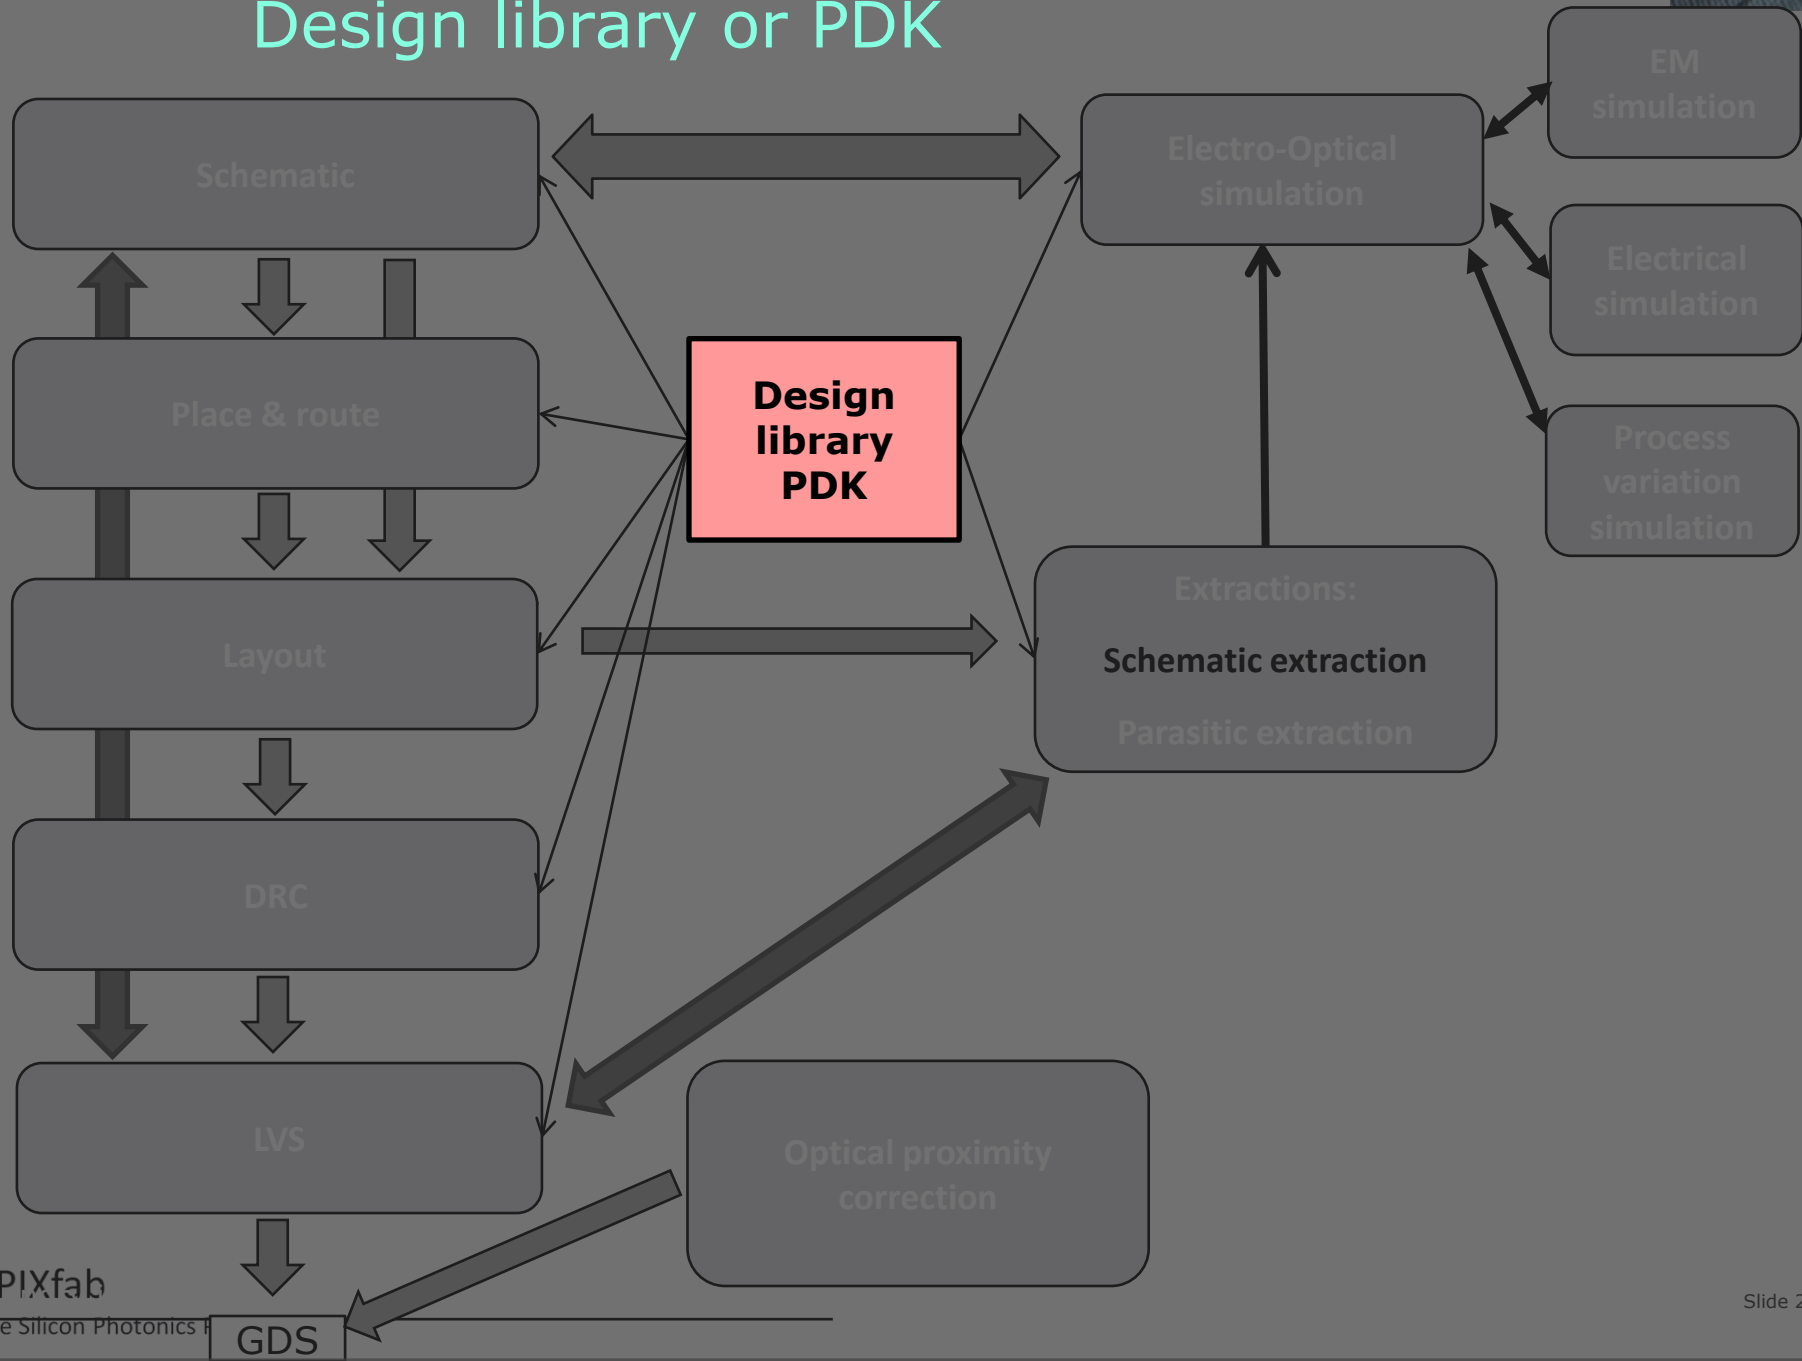 Design library or PDK
EM
simulation
Schematic
Electro-Optical
simulation
Electrical
simulation
Place & route
Design
library
PDK
Process
variation
simulation
Layout
Extractions:
Schematic extraction
Parasitic extraction
DRC
LVS
Optical proximity
correction
PIXfab
Silicon Photonics
GDS
Slide